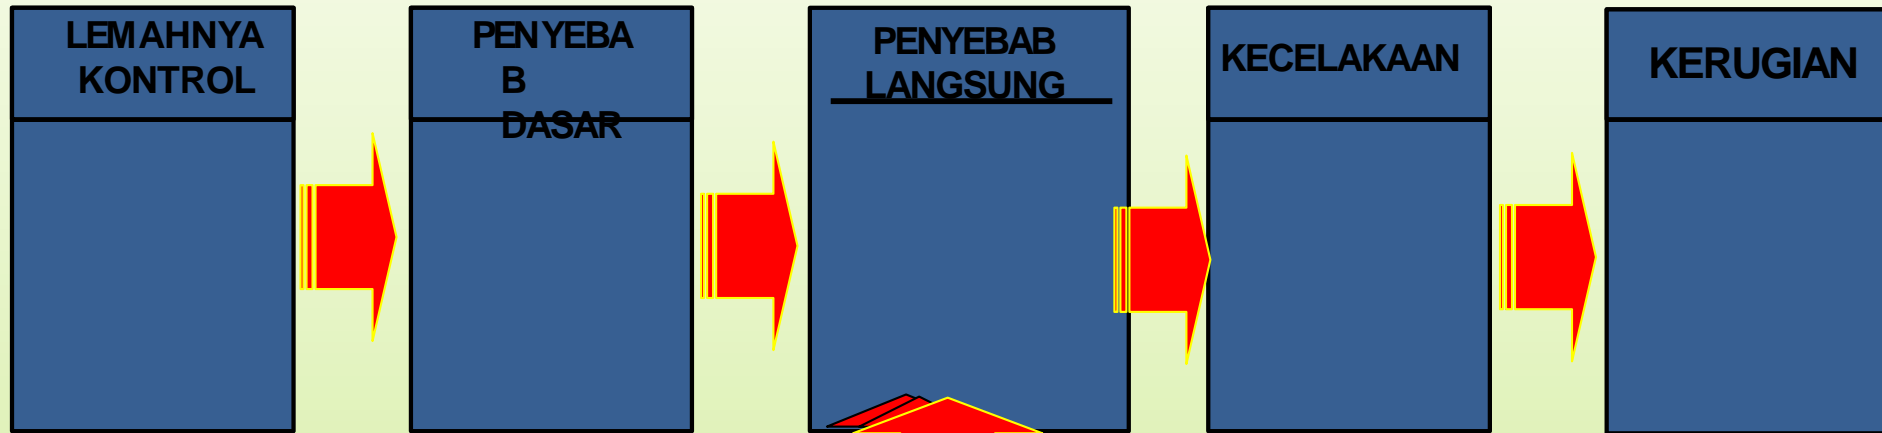 LEMAHNYA
KONTROL
PENYEBA
B
DASAR
PENYEBAB
LANGSUNG
KECELAKAAN
KERUGIAN